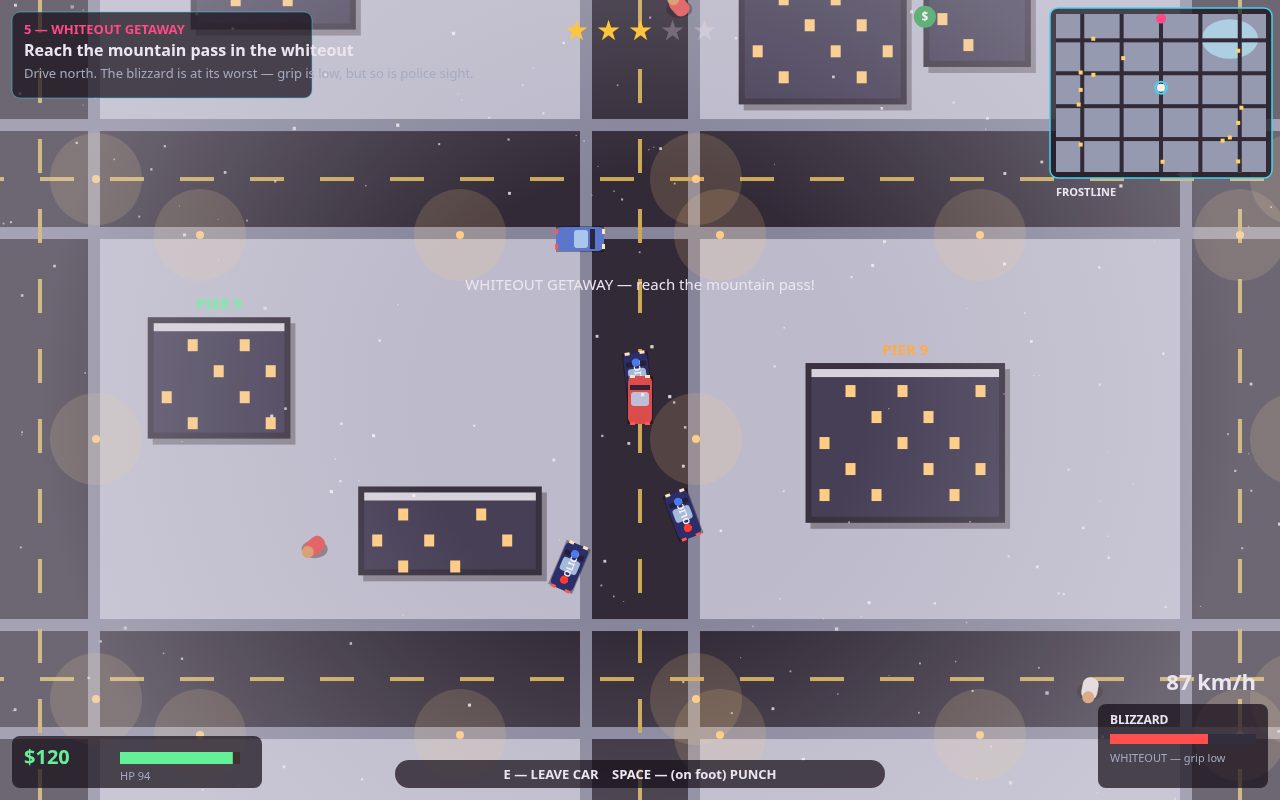 5 — WHITEOUT GETAWAY
Reach the mountain pass in the whiteout
Drive north. The blizzard is at its worst — grip is low, but so is police sight.
$
FROSTLINE
WHITEOUT GETAWAY — reach the mountain pass!
PIER 9
PIER 9
87 km/h
BLIZZARD
WHITEOUT — grip low
$120
HP 94
E — LEAVE CAR SPACE — (on foot) PUNCH